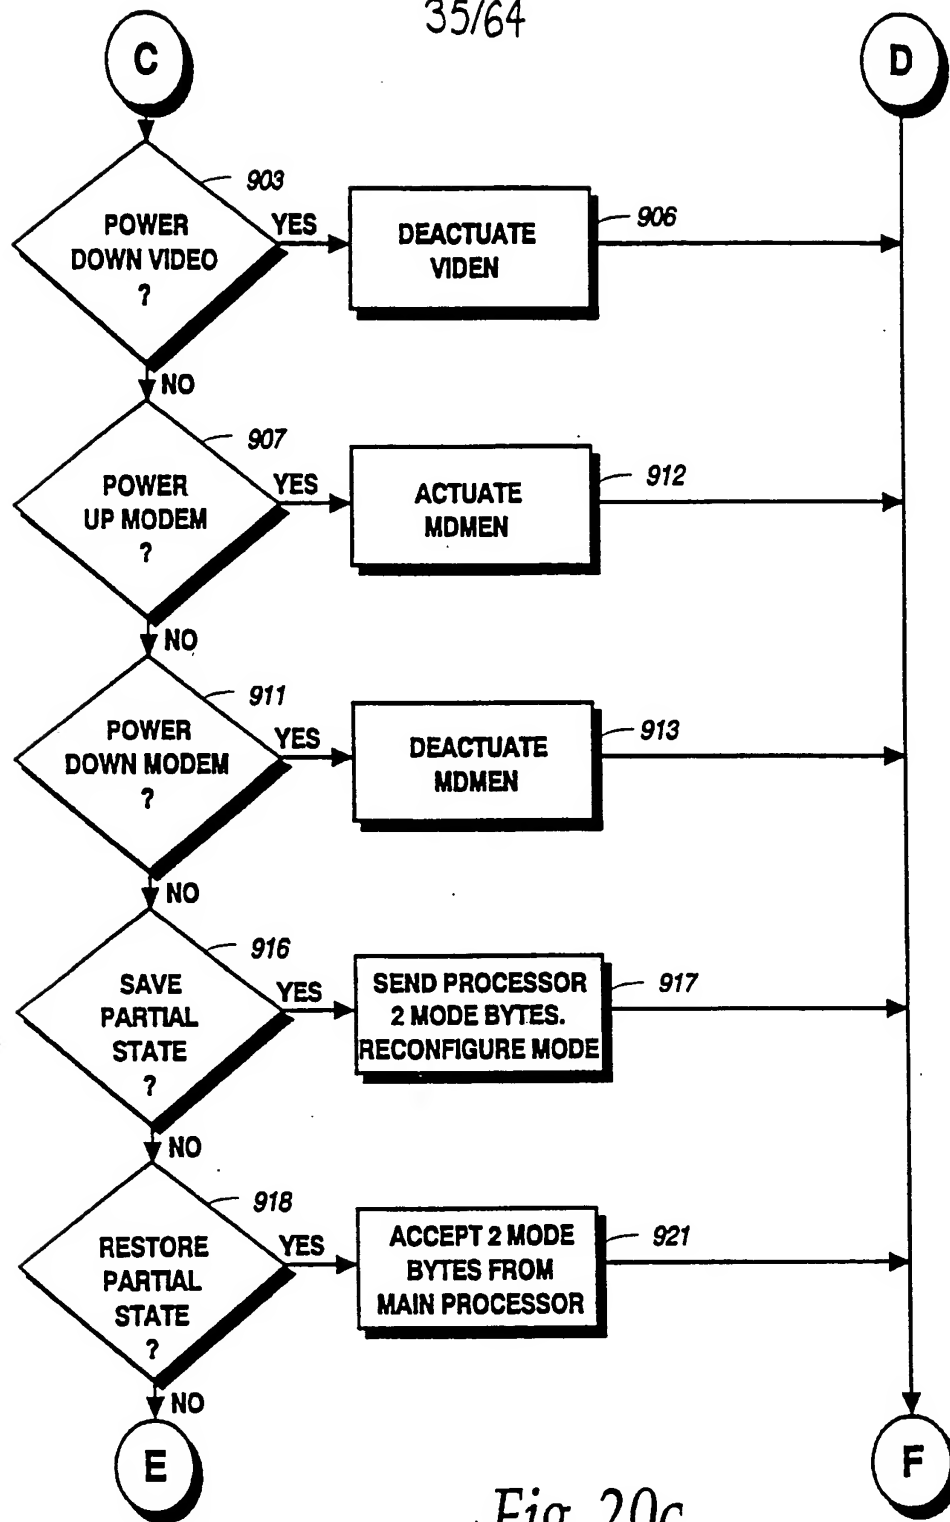 35/64
C
D
903
POWER
DOWN VIDEO
?
YES
DEACTUATE
VIDEN
906
NO
907
POWER
UP MODEM
?
YES
ACTUATE
MDMEN
912
NO
911
POWER
DOWN MODEM
?
YES
DEACTUATE
MDMEN
913
NO
916
SAVE
PARTIAL
STATE
?
YES
SEND PROCESSOR
2 MODE BYTES.
RECONFIGURE MODE
917
NO
918
RESTORE
PARTIAL
STATE
?
YES
ACCEPT 2 MODE
BYTES FROM
MAIN PROCESSOR
921
NO
E
F
Fig. 20c